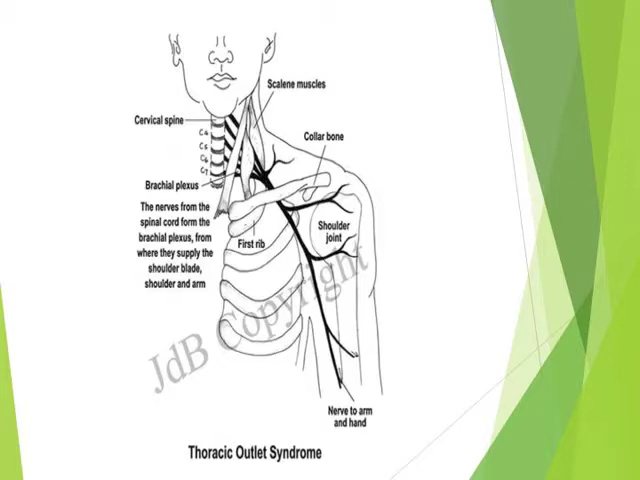 Scalene muscles
Cervical spine
C4
C5
C6
C7
Collar bone
Brachial plexus
The nerves from the
spinal cord form the
brachial plexus, from
where they supply the
shoulder blade,
shoulder and arm
First rib
Shoulder
joint
JdB Copyright
Nerve to arm
and hand
Thoracic Outlet Syndrome